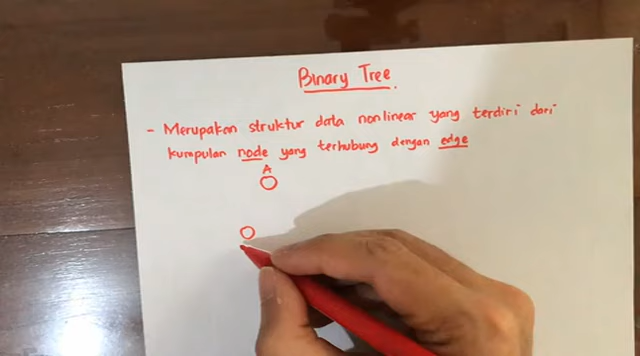 Binary Tree.
- Merupakan struktur data nonlinear yang terdiri dari
kumpulan node yang terhubung dengan edge
A